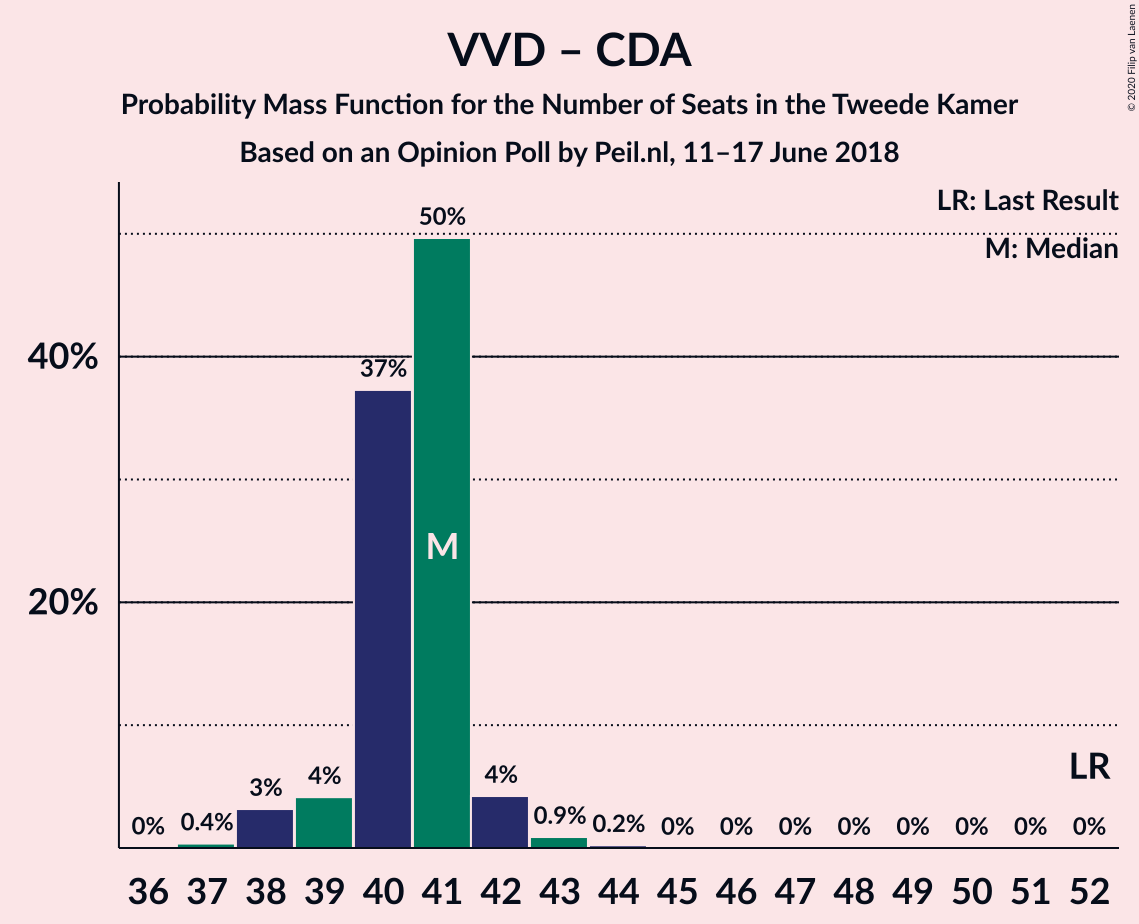 VVD – CDA
Probability Mass Function for the Number of Seats in the Tweede Kamer
Based on an Opinion Poll by Peil.nl, 11–17 June 2018
© 2020 Filip van Laenen
LR: Last Result
M: Median
40%
20%
0%
0.4%
3%
4%
37%
50%
4%
0.9%
0.2%
0%
0%
0%
0%
0%
0%
0%
0%
M
LR
36 37 38 39 40 41 42 43 44 45 46 47 48 49 50 51 52